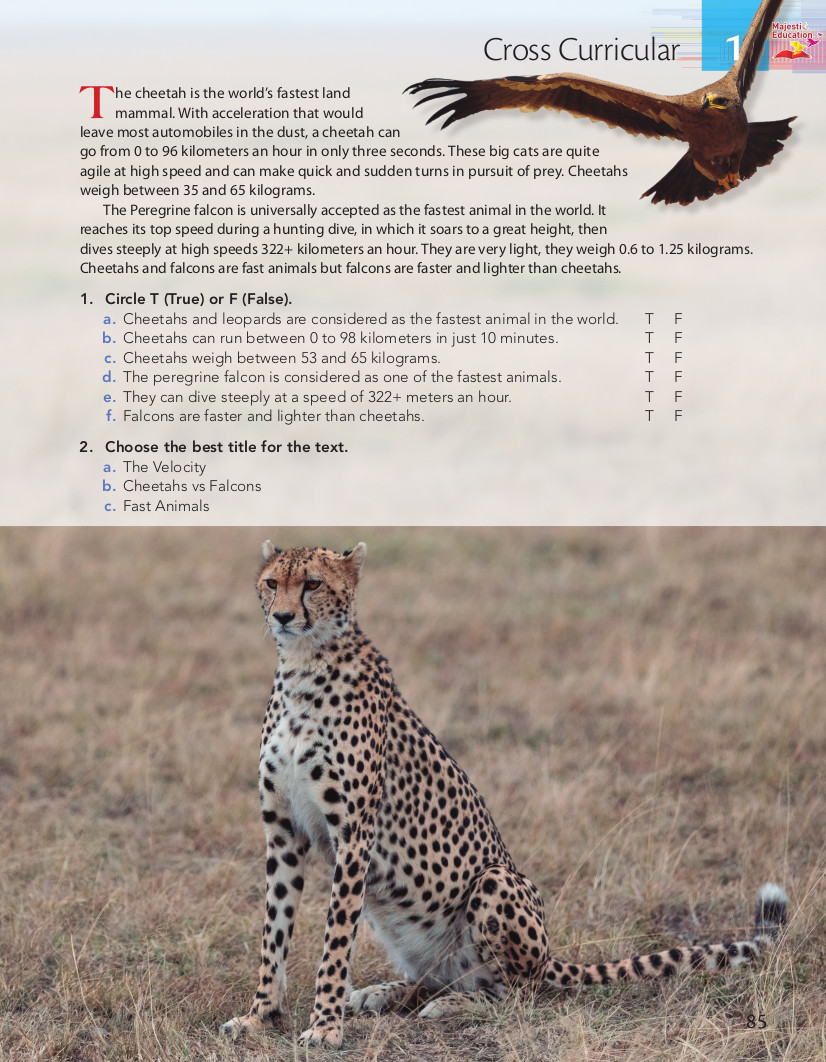 Cross Curricular
1
Majestic
Education
The cheetah is the world's fastest land
mammal. With acceleration that would
leave most automobiles in the dust, a cheetah can
go from 0 to 96 kilometers an hour in only three seconds. These big cats are quite
agile at high speed and can make quick and sudden turns in pursuit of prey. Cheetahs
weigh between 35 and 65 kilograms.
The Peregrine falcon is universally accepted as the fastest animal in the world. It
reaches its top speed during a hunting dive, in which it soars to a great height, then
dives steeply at high speeds 322+ kilometers an hour. They are very light, they weigh 0.6 to 1.25 kilograms.
Cheetahs and falcons are fast animals but falcons are faster and lighter than cheetahs.
1. Circle T (True) or F (False).
a. Cheetahs and leopards are considered as the fastest animal in the world. T F
b. Cheetahs can run between 0 to 98 kilometers in just 10 minutes. T F
c. Cheetahs weigh between 53 and 65 kilograms. T F
d. The peregrine falcon is considered as one of the fastest animals. T F
e. They can dive steeply at a speed of 322+ meters an hour. T F
f. Falcons are faster and lighter than cheetahs. T F
2. Choose the best title for the text.
a. The Velocity
b. Cheetahs vs Falcons
c. Fast Animals
85